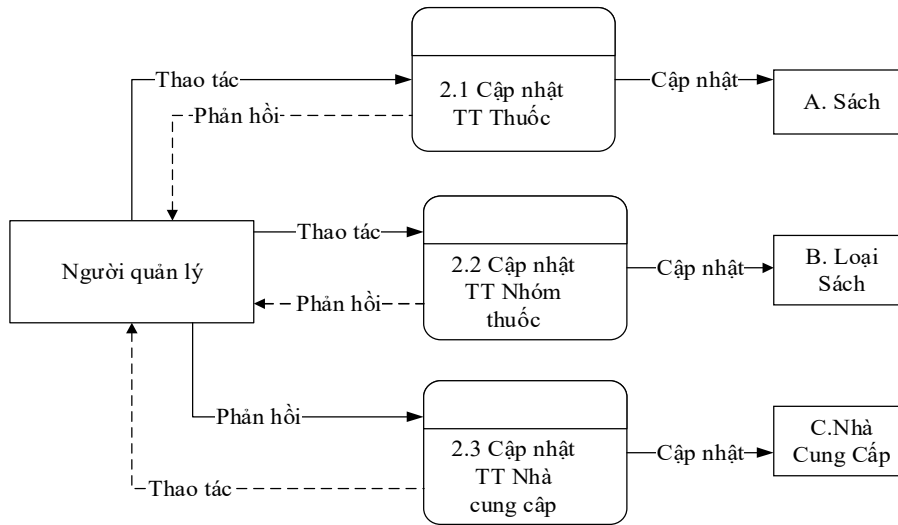 Thao tác
2.1 Cập nhật
TT Thuốc
Cập nhật
A. Sách
Phản hồi
Người quản lý
Thao tác
2.2 Cập nhật
TT Nhóm
thuốc
Cập nhật
B. Loại
Sách
Phản hồi
Phản hồi
2.3 Cập nhật
TT Nhà
cung câp
Cập nhật
C.Nhà
Cung Cấp
Thao tác